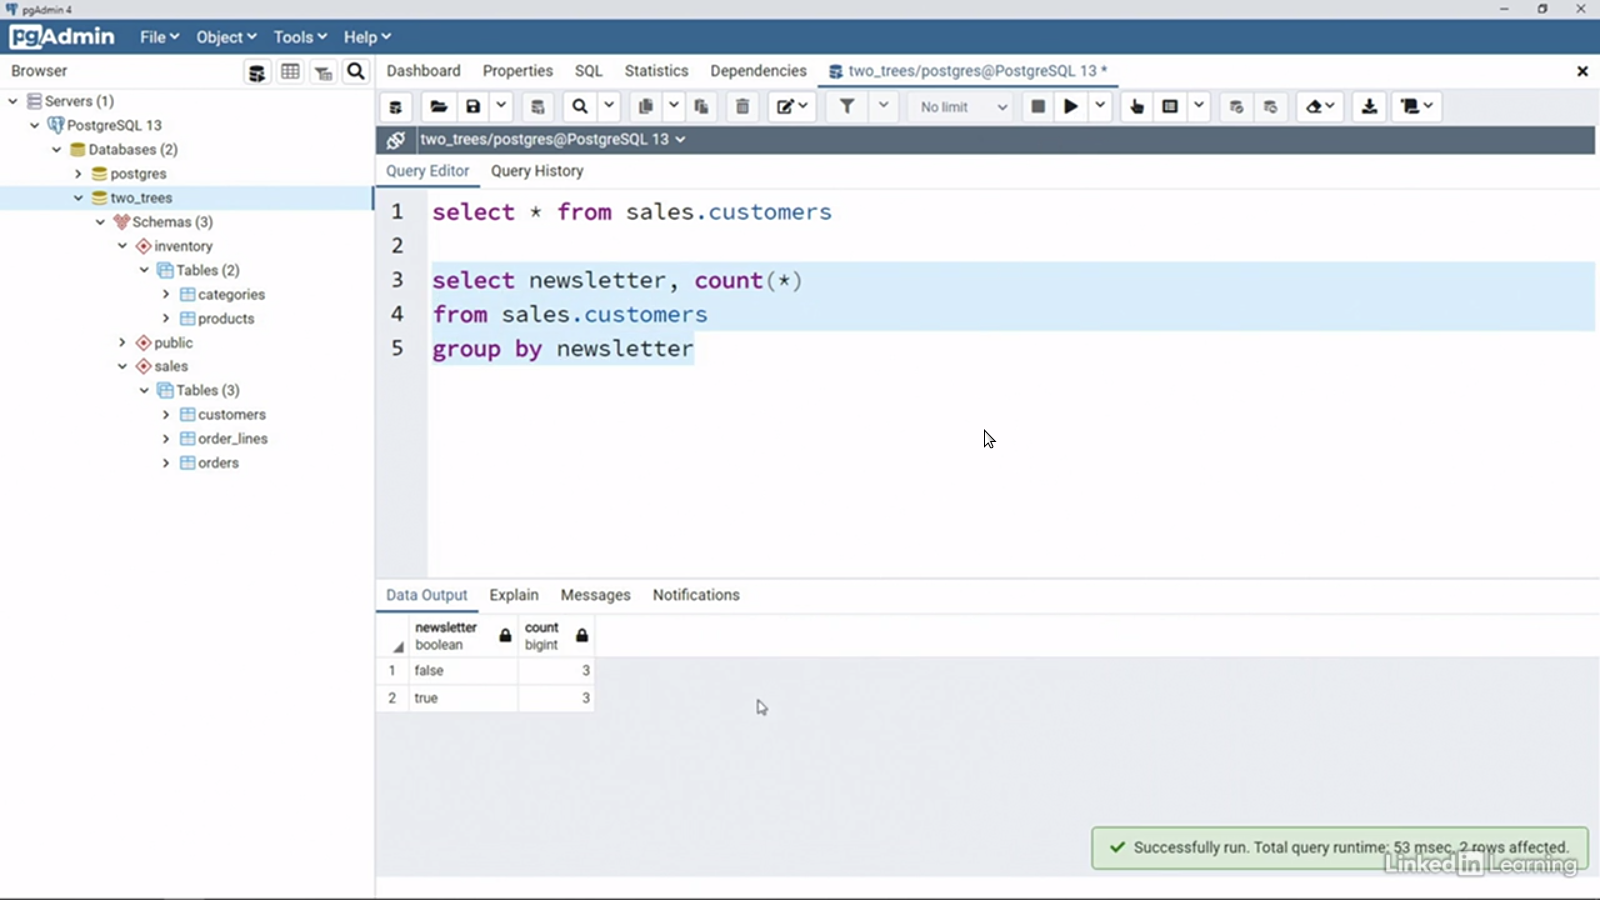 pgAdmin 4
pgAdmin File Object Tools Help
Browser
Dashboard Properties SQL Statistics Dependencies two_trees/postgres@PostgreSQL 13 *
No limit
two_trees/postgres@PostgreSQL 13
Servers (1)
PostgreSQL 13
Databases (2)
postgres
two_trees
Schemas (3)
inventory
Tables (2)
categories
products
public
sales
Tables (3)
customers
order_lines
orders
Query Editor Query History
1 select * from sales.customers
2
3 select newsletter, count(*)
4 from sales.customers
5 group by newsletter
Data Output Explain Messages Notifications
newsletter count
boolean bigint
1 false 3
2 true 3
Successfully run. Total query runtime: 53 msec. 2 rows affected.
Linked in Learning